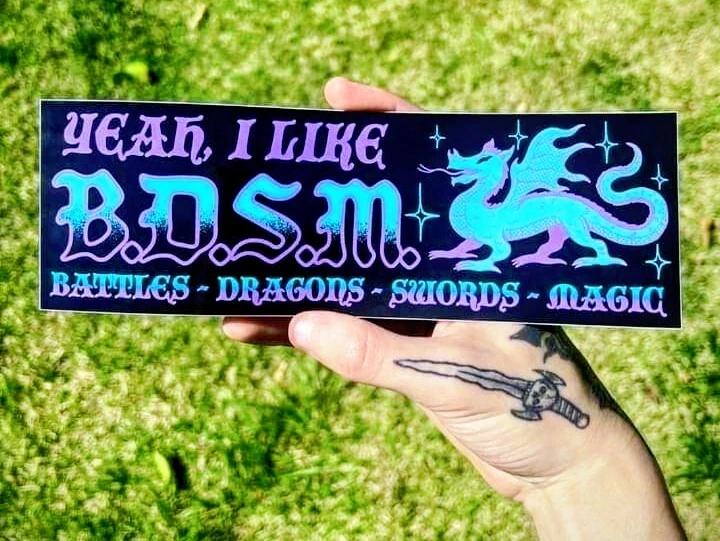 YEAH, I LIKE
B.D.S.M.
BATTLES - DRAGONS - SWORDS - MAGIC